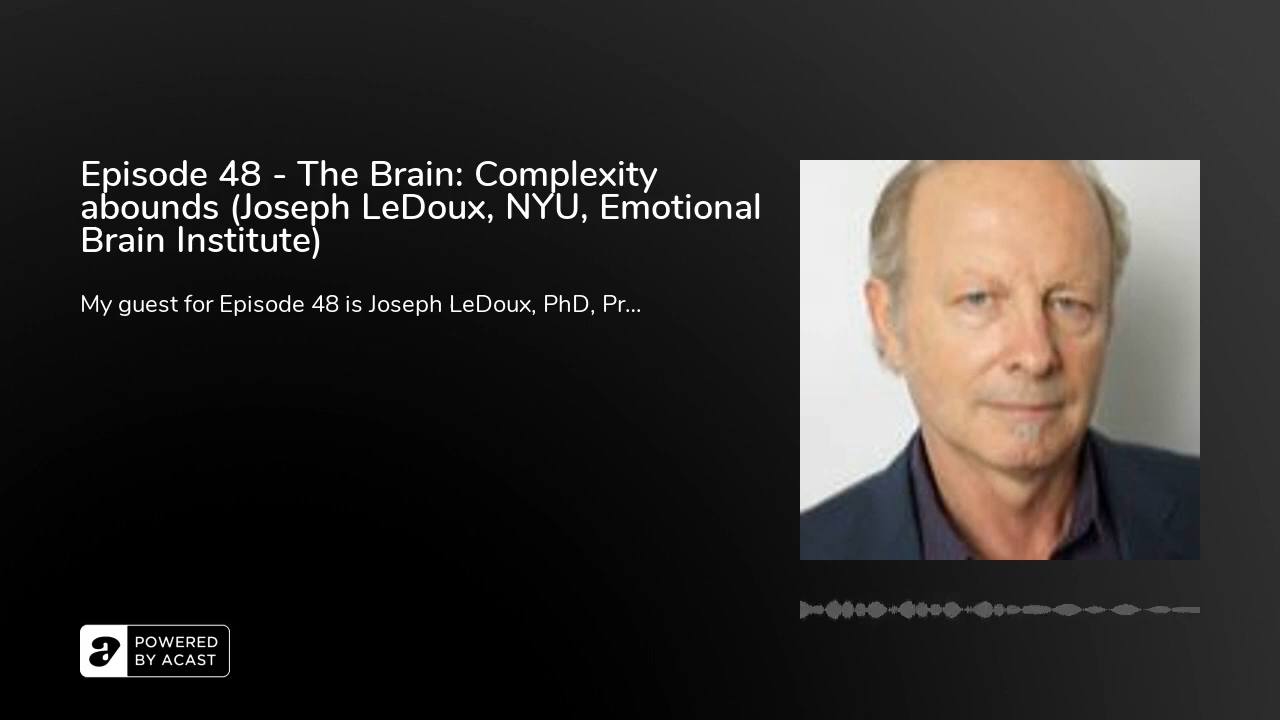 Episode 48 - The Brain: Complexity
abounds (Joseph LeDoux, NYU, Emotional
Brain Institute)
My guest for Episode 48 is Joseph LeDoux, PhD, Pr...
POWERED
BY ACAST